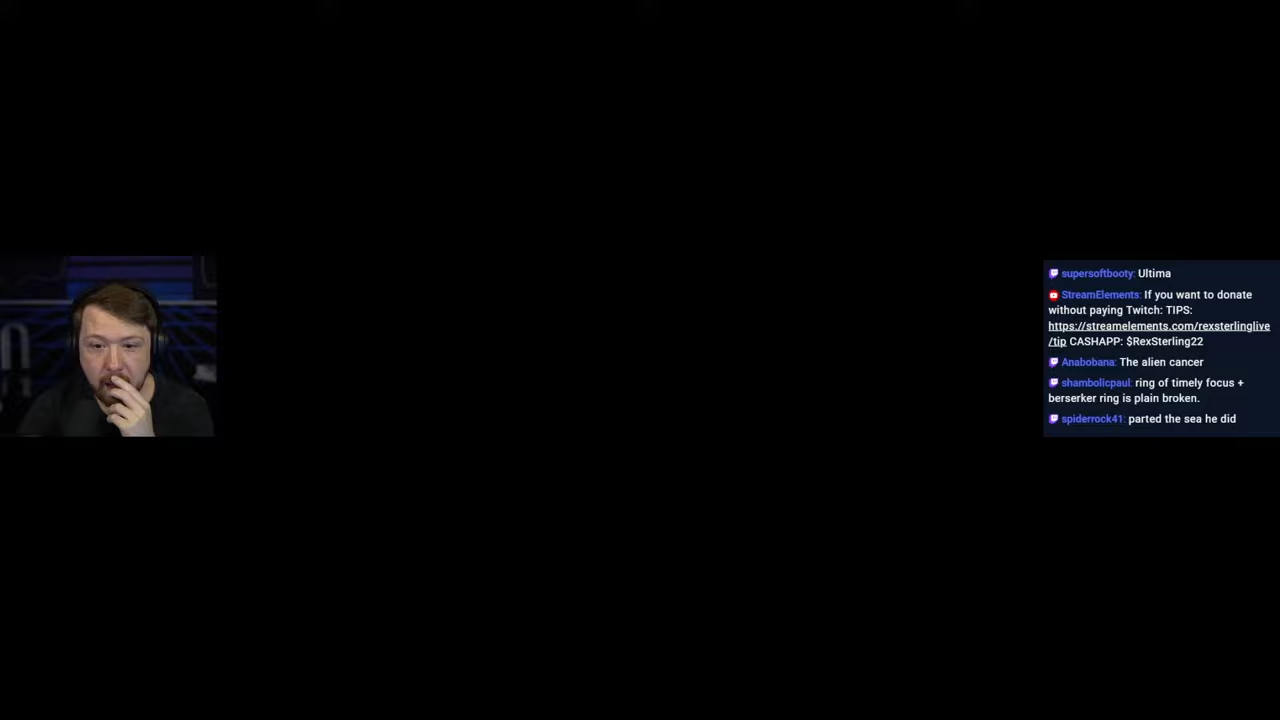 supersoftbooty: Ultima
StreamElements: If you want to donate
without paying Twitch: TIPS:
https://streamelements.com/rexsterlinglive
/tip CASHAPP: $RexSterling22
Anabobana: The alien cancer
shambolicpaul: ring of timely focus +
berserker ring is plain broken.
spiderrock41: parted the sea he did